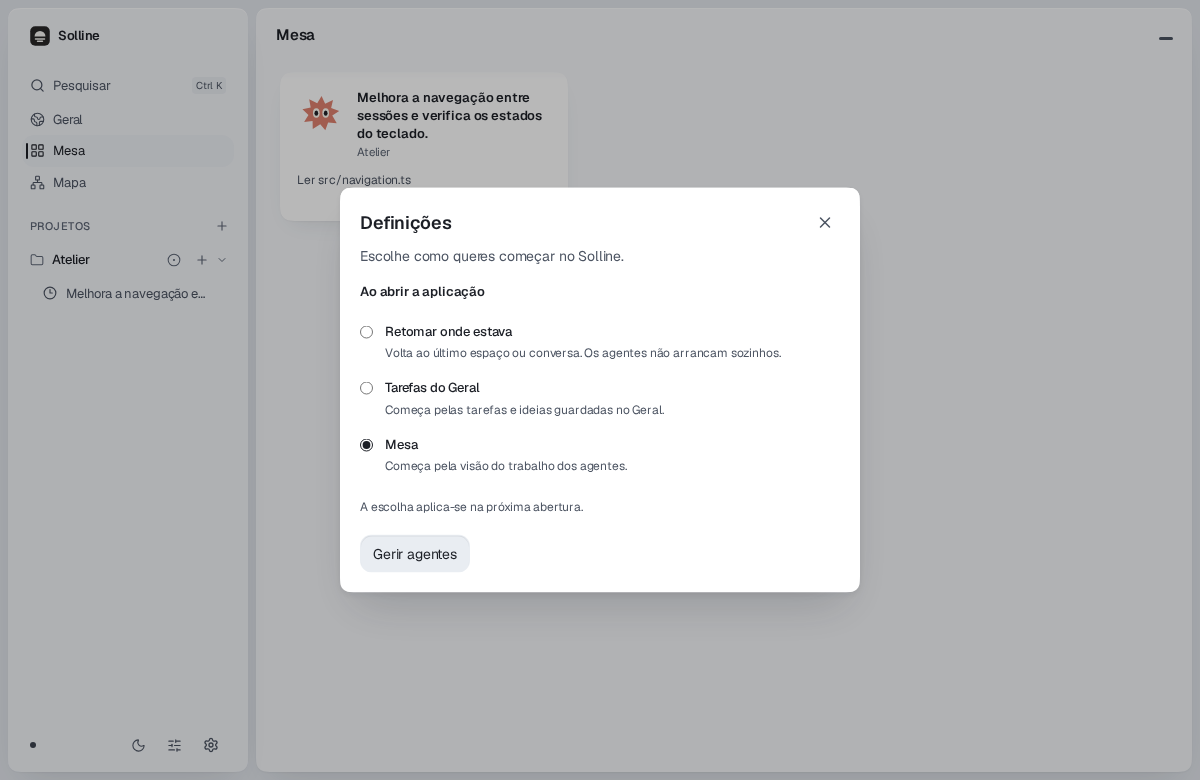 Solline
Pesquisar
Ctrl K
Geral
Mesa
Mapa
PROJETOS
Atelier
Melhora a navegação e...
Mesa
Melhora a navegação entre
sessões e verifica os estados
do teclado.
Atelier
Ler src/navigation.ts
Definições
Escolhe como queres começar no Solline.
Ao abrir a aplicação
Retomar onde estava
Volta ao último espaço ou conversa. Os agentes não arrancam sozinhos.
Tarefas do Geral
Começa pelas tarefas e ideias guardadas no Geral.
Mesa
Começa pela visão do trabalho dos agentes.
A escolha aplica-se na próxima abertura.
Gerir agentes